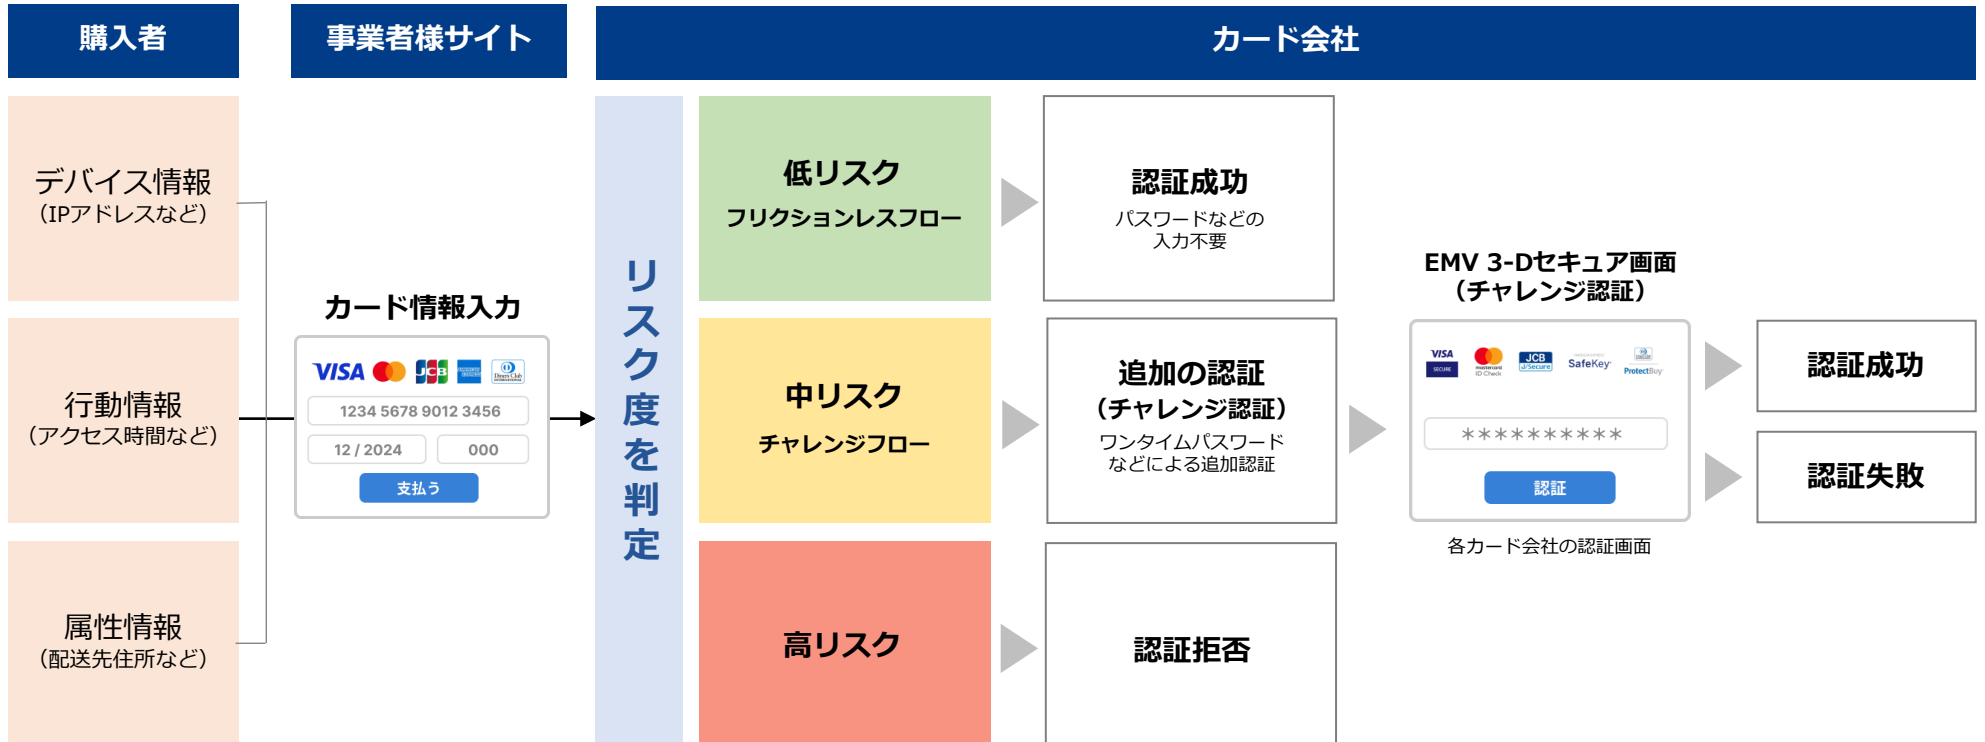 購入者
事業者様サイト
カード会社
デバイス情報
（IPアドレスなど）
行動情報
（アクセス時間など）
属性情報
（配送先住所など）
カード情報入力
VISA
JCB
Diners Club
INTERNATIONAL
1234 5678 9012 3456
12 / 2024
000
支払う
リスク度を判定
低リスク
フリクションレスフロー
認証成功
パスワードなどの
入力不要
中リスク
チャレンジフロー
追加の認証
（チャレンジ認証）
ワンタイムパスワード
などによる追加認証
高リスク
認証拒否
EMV 3-Dセキュア画面
（チャレンジ認証）
VISA
SECURE
mastercard
ID Check
JCB
J/Secure
SafeKey
ProtectBuy
＊＊＊＊＊＊＊＊＊＊
認証
各カード会社の認証画面
認証成功
認証失敗